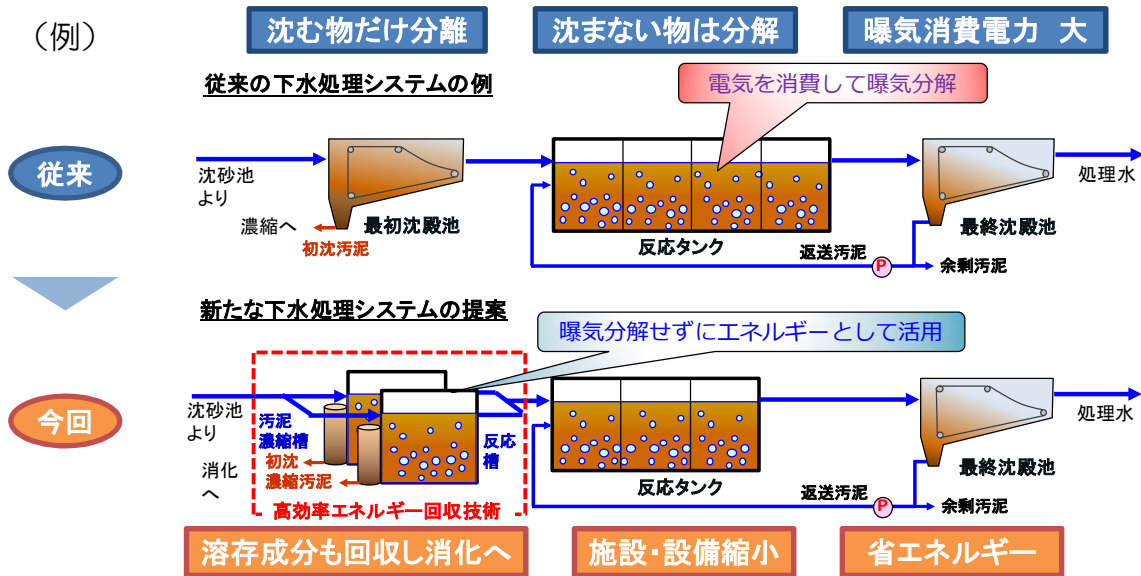 （例）
沈む物だけ分離
沈まない物は分解
曝気消費電力 大
従来の下水処理システムの例
電気を消費して曝気分解
従来
沈砂池
より
濃縮へ
初沈汚泥
最初沈殿池
反応タンク
返送汚泥
P
最終沈殿池
余剰汚泥
処理水
新たな下水処理システムの提案
曝気分解せずにエネルギーとして活用
今回
沈砂池
より
消化
へ
汚泥
濃縮槽
初沈
濃縮汚泥
反応
槽
高効率エネルギー回収技術
反応タンク
返送汚泥
P
最終沈殿池
余剰汚泥
処理水
溶存成分も回収し消化へ
施設・設備縮小
省エネルギー